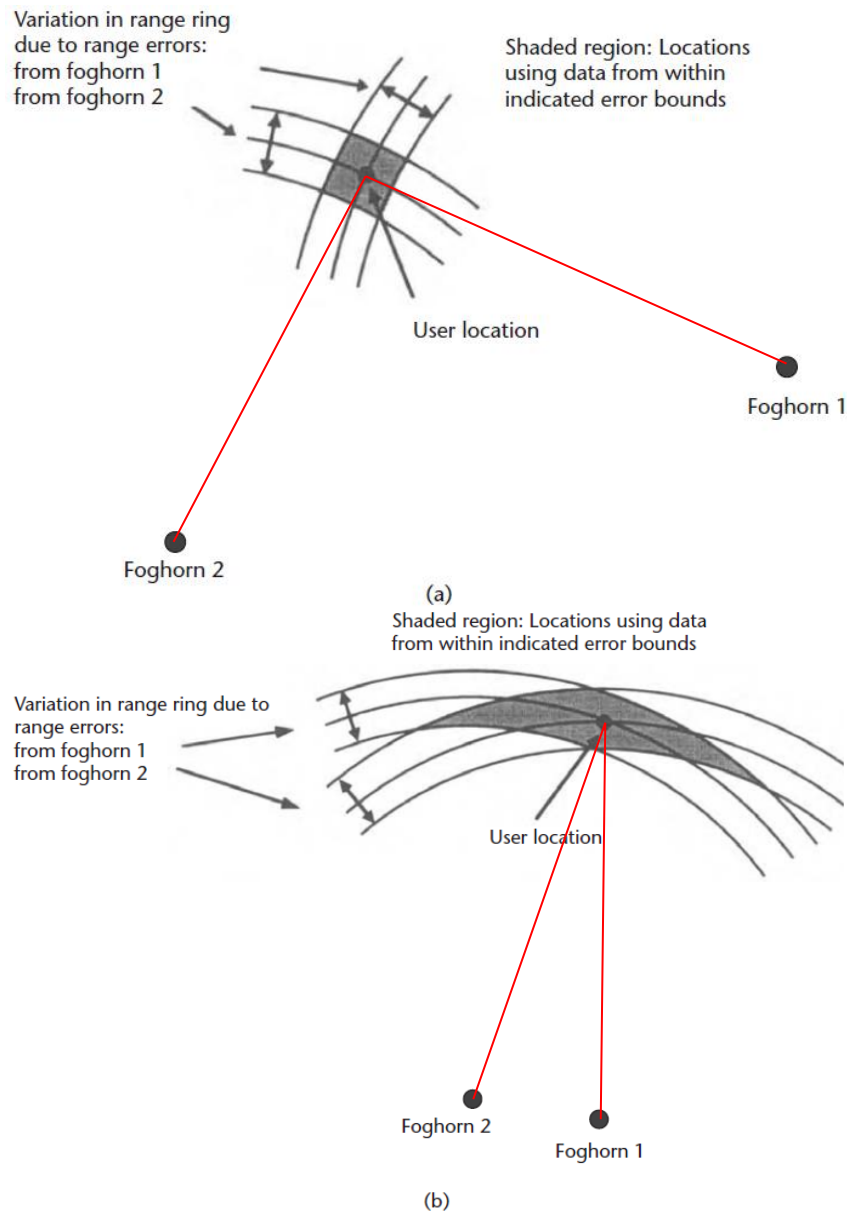 Variation in range ring
due to range errors:
from foghorn 1
from foghorn 2
Shaded region: Locations
using data from within
indicated error bounds
User location
Foghorn 1
Foghorn 2
(a)
Shaded region: Locations using data
from within indicated error bounds
Variation in range ring due to
range errors:
from foghorn 1
from foghorn 2
User location
Foghorn 2
Foghorn 1
(b)